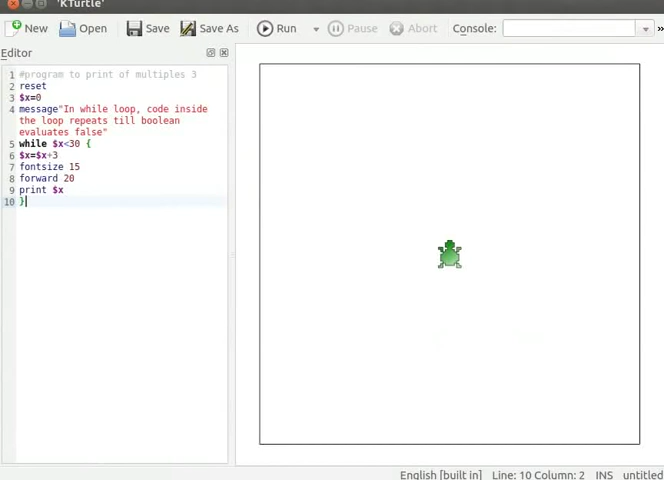 'KTurtle'
New Open Save Save As Run Pause Abort Console: »
Editor
1 #program to print of multiples 3
2 reset
3 $x=0
4 message"In while loop, code inside
the loop repeats till boolean
evaluates false"
5 while $x<30 {
6 $x=$x+3
7 fontsize 15
8 forward 20
9 print $x
10 }
English [built in] Line: 10 Column: 2 INS untitled